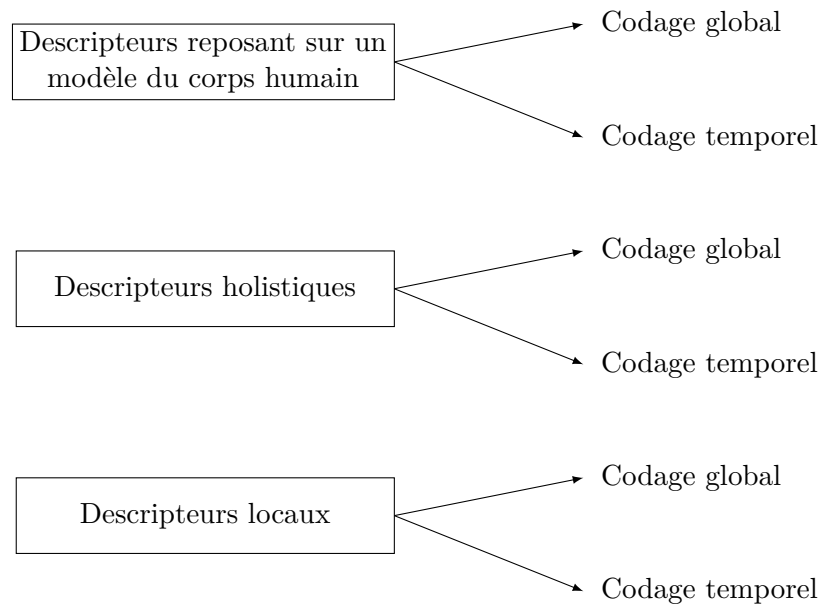 Descripteurs reposant sur un
modèle du corps humain
Codage global
Codage temporel
Descripteurs holistiques
Codage global
Codage temporel
Descripteurs locaux
Codage global
Codage temporel